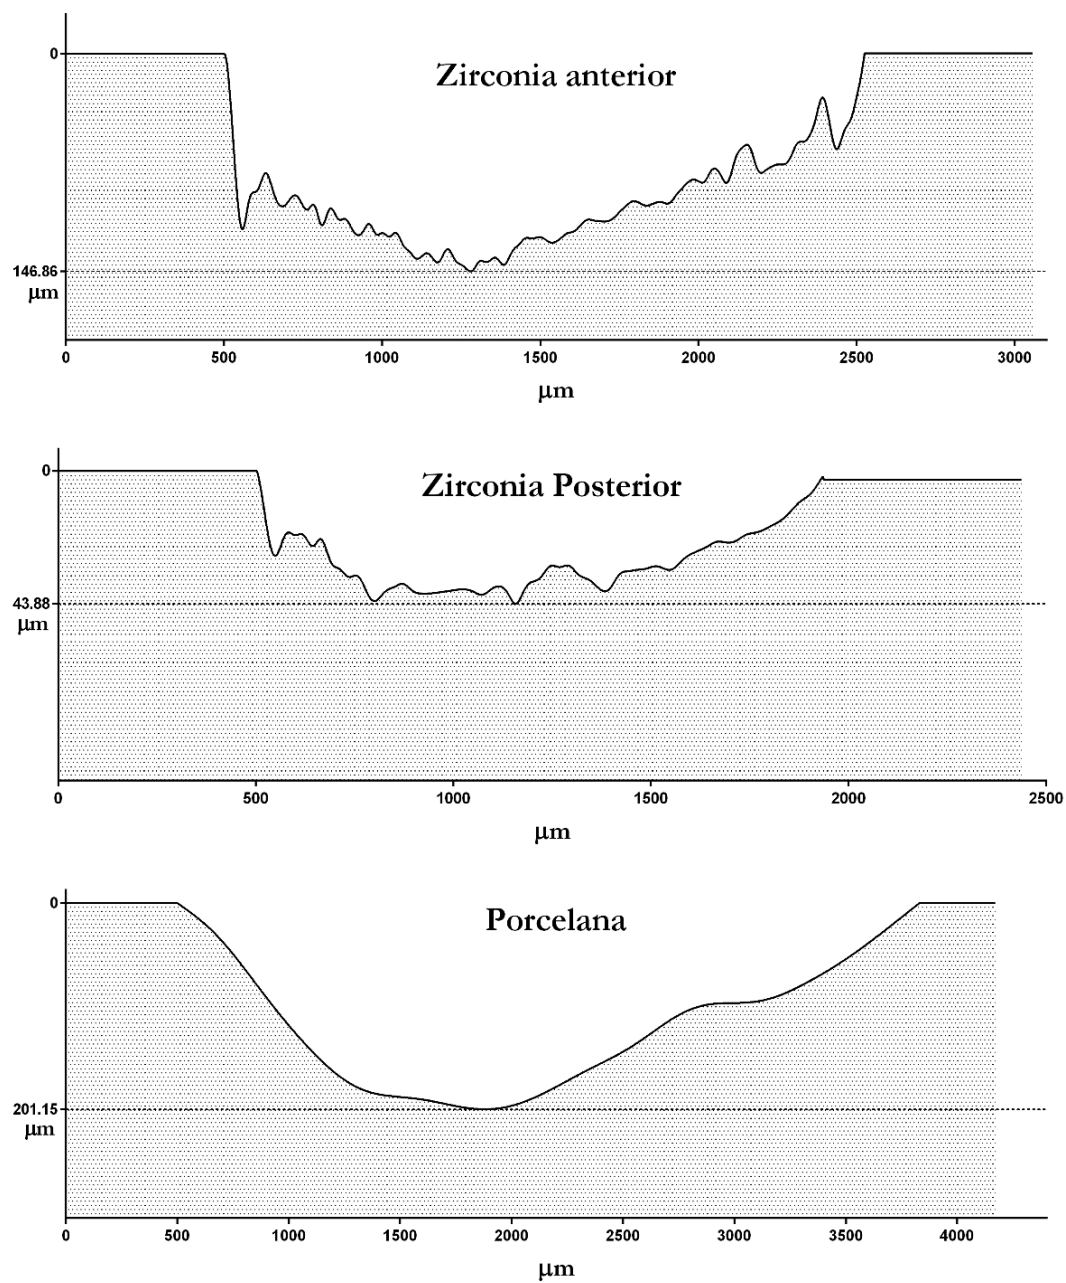 0
Zirconia anterior
146.86
μm
0 500 1000 1500 2000 2500 3000
μm
0
Zirconia Posterior
43.88
μm
0 500 1000 1500 2000 2500
μm
0
Porcelana
201.15
μm
0 500 1000 1500 2000 2500 3000 3500 4000
μm